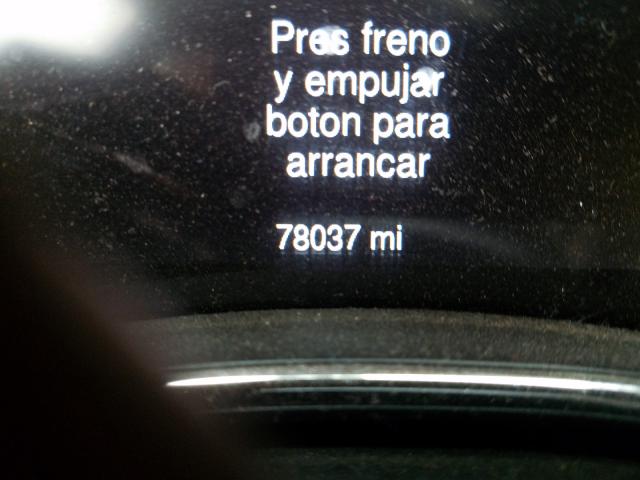 Pres freno
y empujar
boton para
arrancar
78037 mi